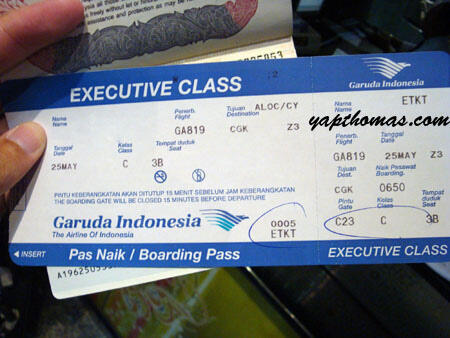 EXECUTIVE CLASS
Garuda Indonesia
Nama
Name
Penerb.
Flight
Tujuan
Destination
ALOC/CY
GA819
CGK
Z3
Tanggal
Date
Kelas
Class
Tempat duduk
Seat
25MAY
C
3B
PINTU KEBERANGKATAN AKAN DITUTUP 15 MENIT SEBELUM JAM KEBERANGKATAN
THE BOARDING GATE WILL BE CLOSED 15 MINUTES BEFORE DEPARTURE
Garuda Indonesia
The Airline Of Indonesia
0005
ETKT
INSERT
Pas Naik / Boarding Pass
Nama
Name
ETKT
yapthomas.com
Penerb.
Flight
Tanggal
Date
GA819
25MAY
Z3
Tujuan
Destination
Naik Pesawat
Boarding.
CGK
0650
Pintu
Gate
Kelas
Class
Tempat duduk
Seat
C23
C
3B
EXECUTIVE CLASS